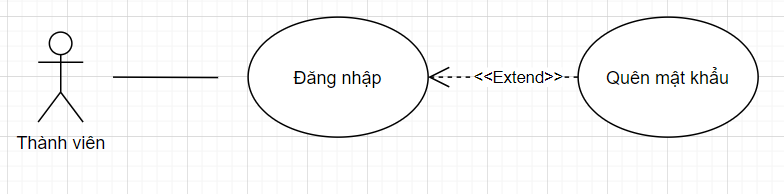 Đăng nhập
<<Extend>>
Quên mật khẩu
Thành viên